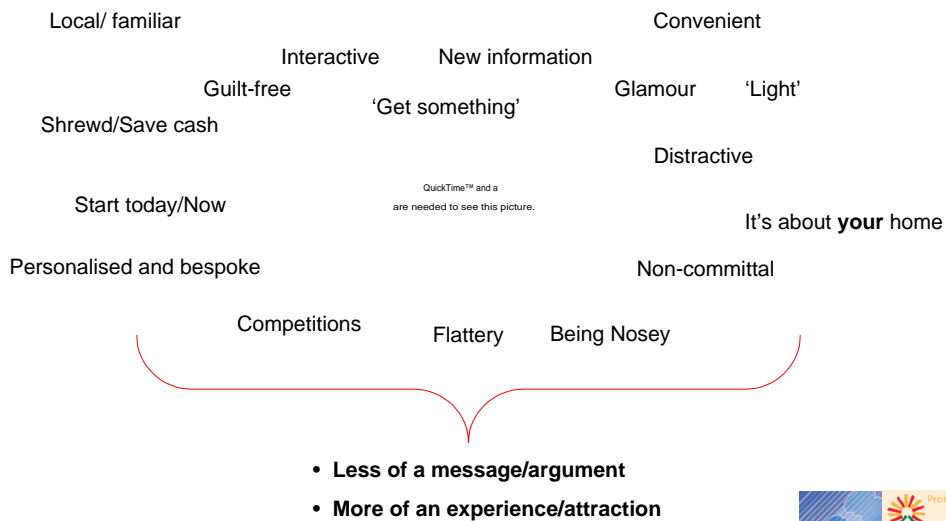 Local/ familiar
Convenient
Interactive
New information
Guilt-free
'Get something'
Glamour
‘Light’
Shrewd/Save cash
Distractive
QuickTime™ and a
are needed to see this picture.
Start today/Now
It's about your home
Personalised and bespoke
Non-committal
Competitions
Flattery
Being Nosey
• Less of a message/argument
• More of an experience/attraction